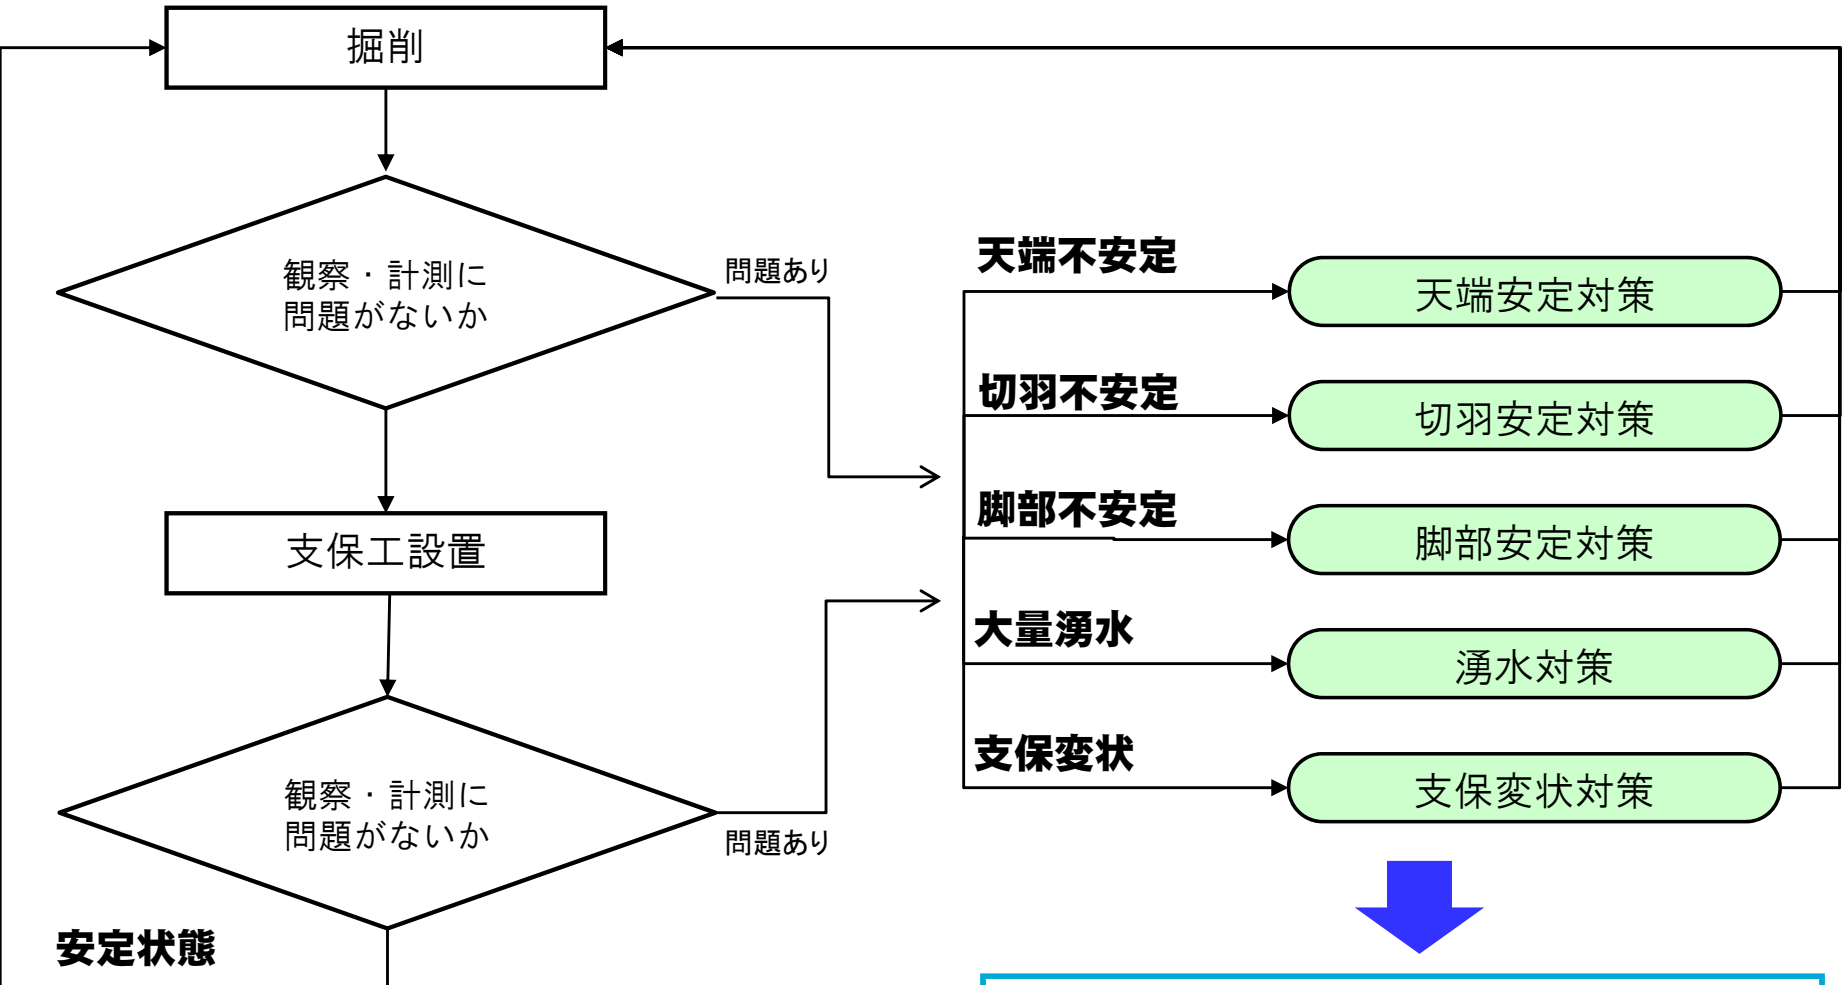 掘削
観察・計測に
問題がないか
問題あり
支保工設置
観察・計測に
問題がないか
問題あり
安定状態
天端不安定
天端安定対策
切羽不安定
切羽安定対策
脚部不安定
脚部安定対策
大量湧水
湧水対策
支保変状
支保変状対策